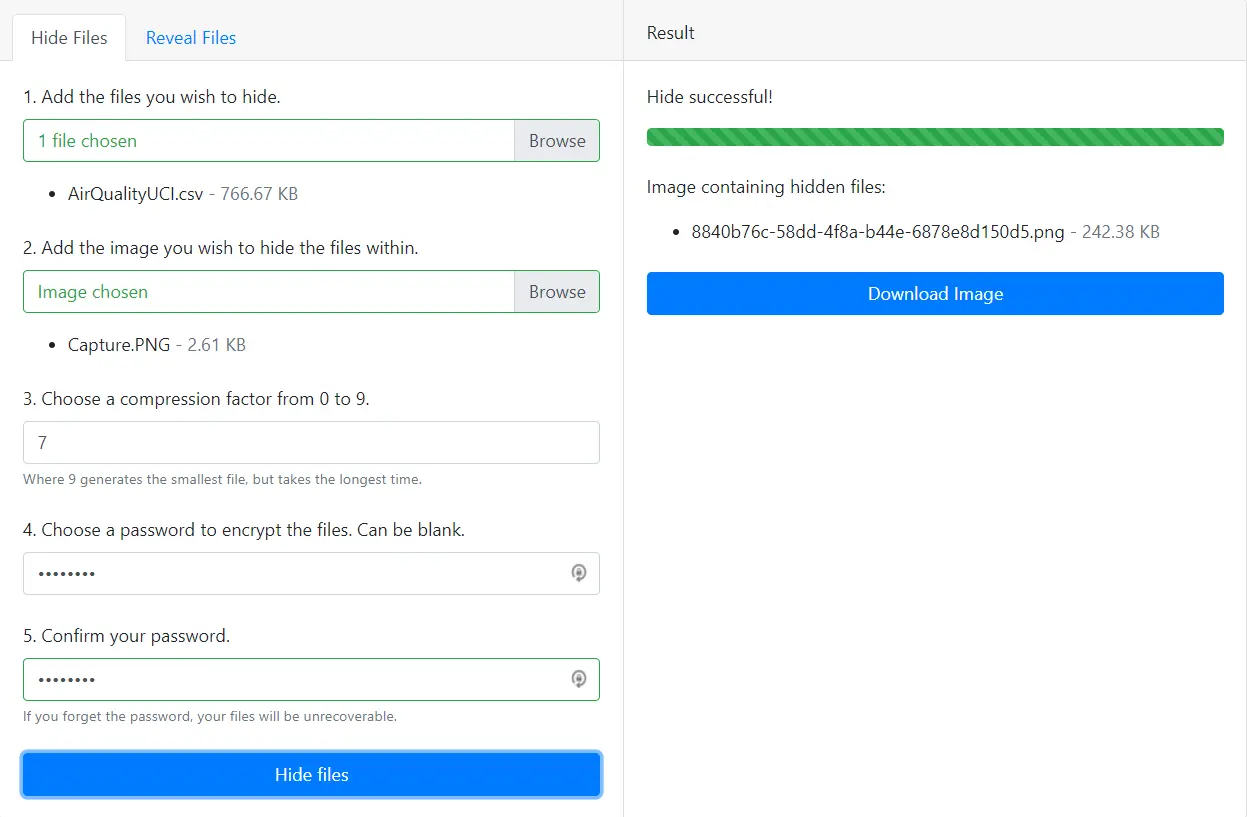 Hide Files
Reveal Files
1. Add the files you wish to hide.
1 file chosen
Browse
AirQualityUCI.csv - 766.67 KB
2. Add the image you wish to hide the files within.
Image chosen
Browse
Capture.PNG - 2.61 KB
3. Choose a compression factor from 0 to 9.
7
Where 9 generates the smallest file, but takes the longest time.
4. Choose a password to encrypt the files. Can be blank.
••••••••
5. Confirm your password.
••••••••
If you forget the password, your files will be unrecoverable.
Hide files
Result
Hide successful!
Image containing hidden files:
8840b76c-58dd-4f8a-b44e-6878e8d150d5.png - 242.38 KB
Download Image